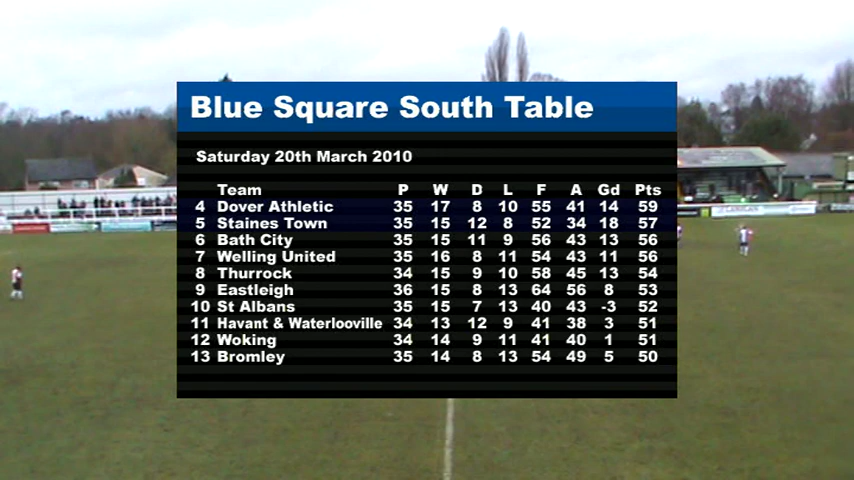 Blue Square South Table
Saturday 20th March 2010
Team P W D L F A Gd Pts
4 Dover Athletic 35 17 8 10 55 41 14 59
5 Staines Town 35 15 12 8 52 34 18 57
6 Bath City 35 15 11 9 56 43 13 56
7 Welling United 35 16 8 11 54 43 11 56
8 Thurrock 34 15 9 10 58 45 13 54
9 Eastleigh 36 15 8 13 64 56 8 53
10 St Albans 35 15 7 13 40 43 -3 52
11 Havant & Waterlooville 34 13 12 9 41 38 3 51
12 Woking 34 14 9 11 41 40 1 51
13 Bromley 35 14 8 13 54 49 5 50